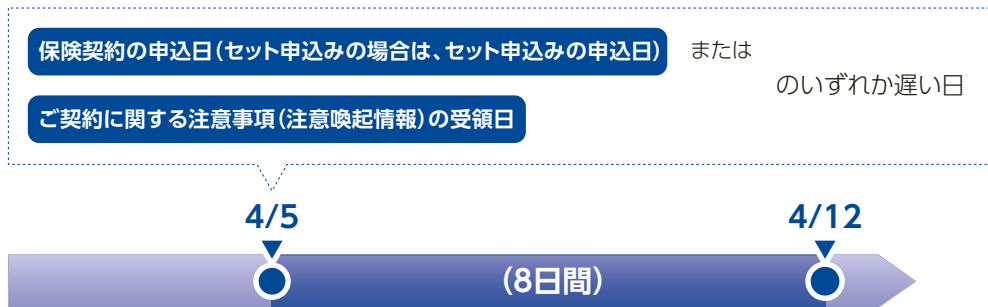 保険契約の申込日(セット申込みの場合は、セット申込みの申込日) または
のいずれか遅い日
ご契約に関する注意事項(注意喚起情報)の受領日
4/5 4/12
(8日間)